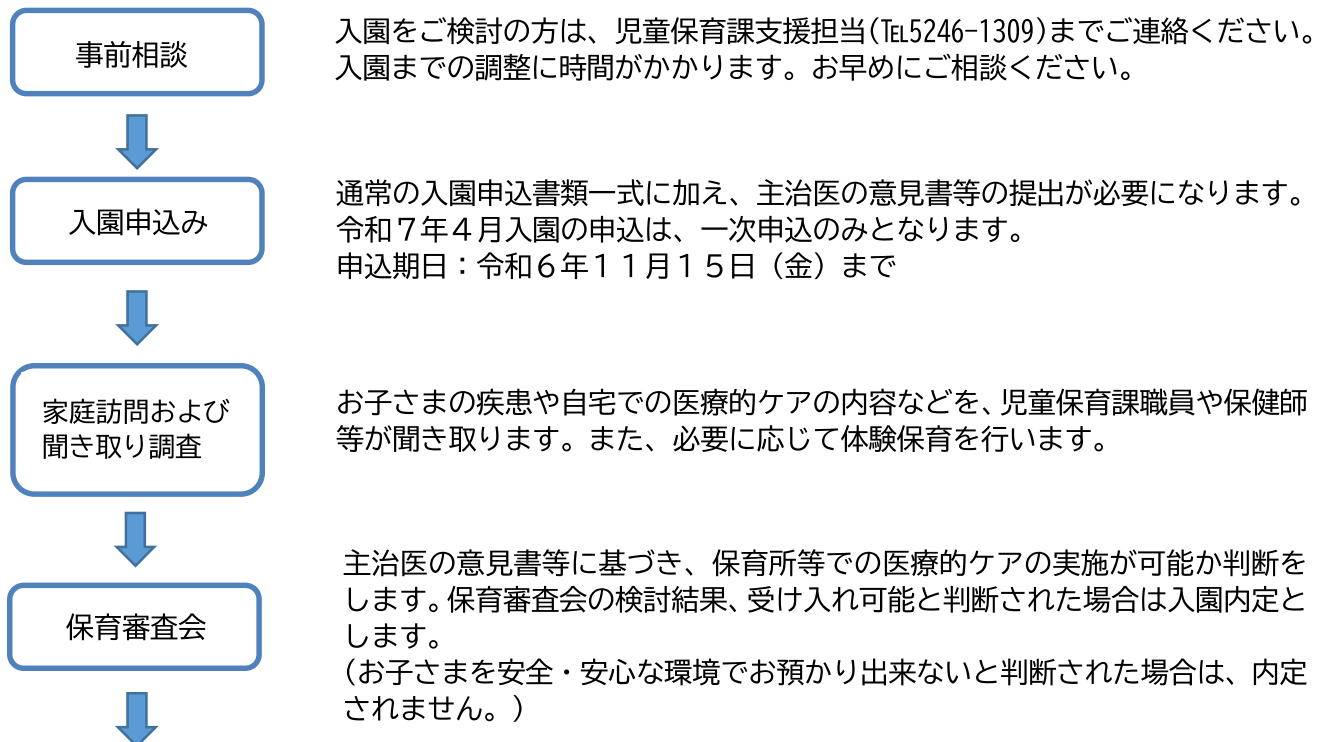 事前相談
入園をご検討の方は、児童保育課支援担当(℡5246-1309)までご連絡ください。
入園までの調整に時間がかかります。お早めにご相談ください。
入園申込み
通常の入園申込書類一式に加え、主治医の意見書等の提出が必要になります。
令和７年４月入園の申込は、一次申込のみとなります。
申込期日：令和６年１１月１５日（金）まで
家庭訪問および
聞き取り調査
お子さまの疾患や自宅での医療的ケアの内容などを、児童保育課職員や保健師
等が聞き取ります。また、必要に応じて体験保育を行います。
保育審査会
主治医の意見書等に基づき、保育所等での医療的ケアの実施が可能か判断を
します。保育審査会の検討結果、受け入れ可能と判断された場合は入園内定と
します。
（お子さまを安全・安心な環境でお預かり出来ないと判断された場合は、内定
されません。）